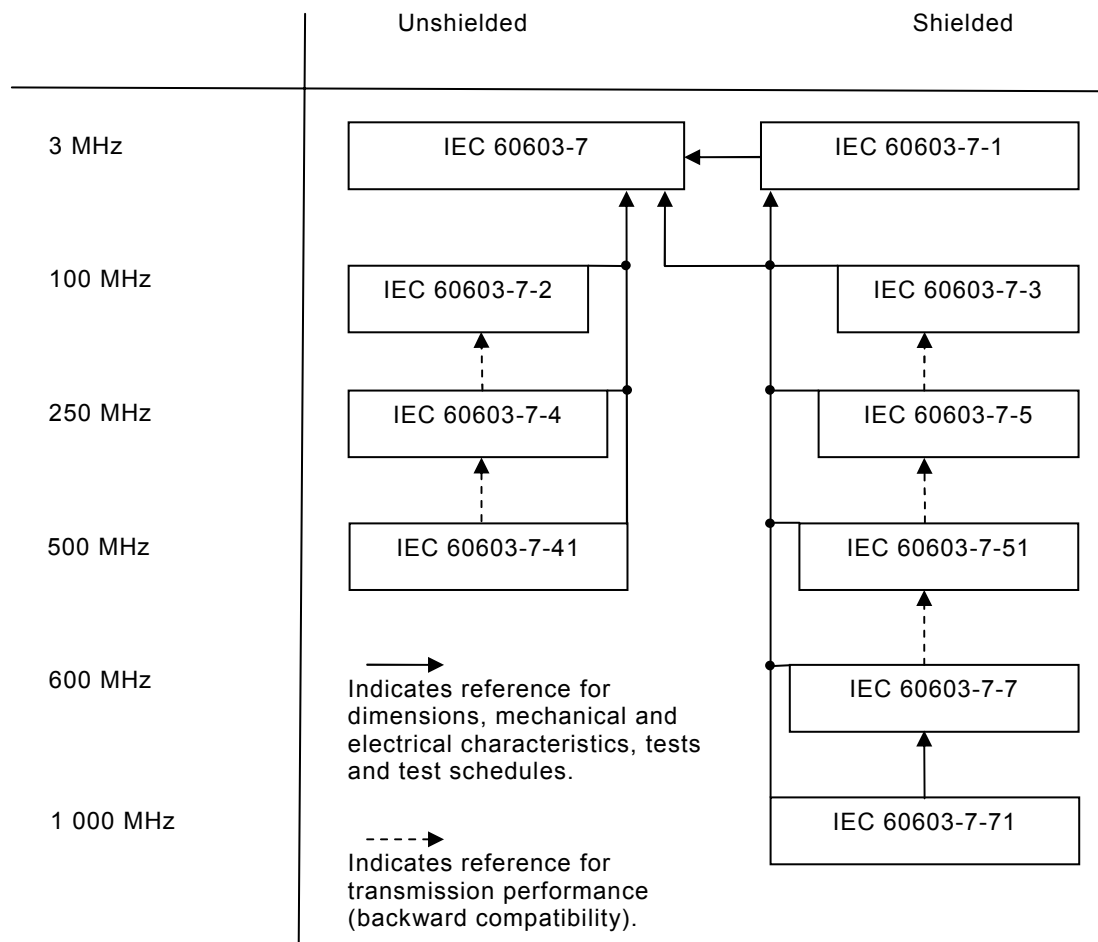 Unshielded Shielded
3 MHz IEC 60603-7 IEC 60603-7-1
100 MHz IEC 60603-7-2 IEC 60603-7-3
250 MHz IEC 60603-7-4 IEC 60603-7-5
500 MHz IEC 60603-7-41 IEC 60603-7-51
600 MHz IEC 60603-7-7
Indicates reference for
dimensions, mechanical and
electrical characteristics, tests
and test schedules.
1 000 MHz IEC 60603-7-71
Indicates reference for
transmission performance
(backward compatibility).